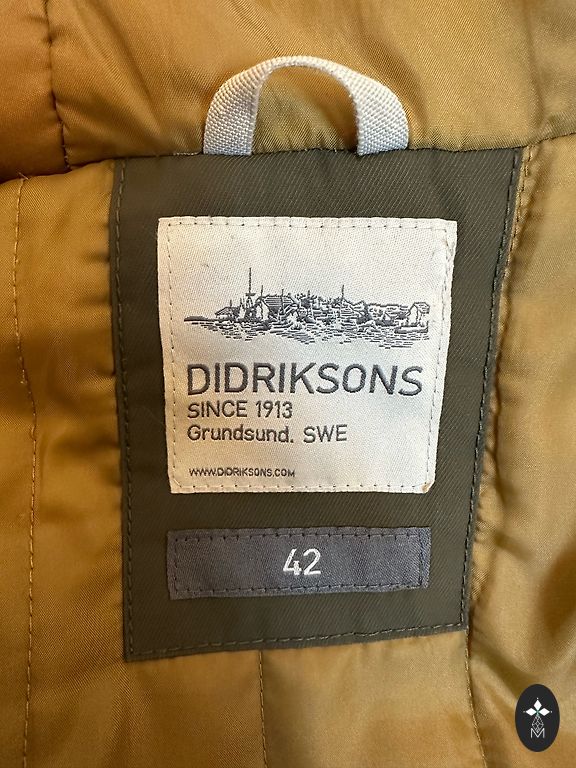 DIDRIKSONS
SINCE 1913
Grundsund. SWE
WWW.DIDRIKSONS.COM
42
M